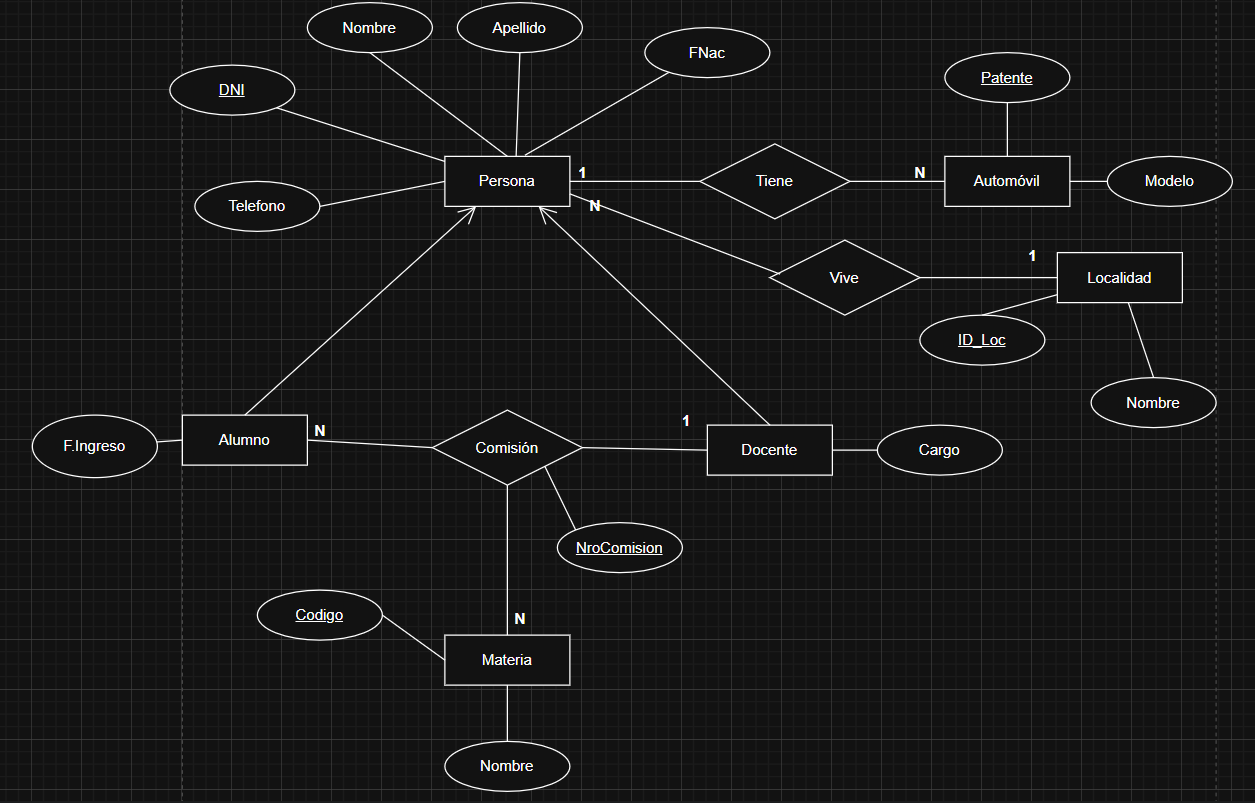 Nombre
Apellido
FNac
DNI
Patente
Persona
1
Tiene
N
Automóvil
Modelo
Telefono
N
Vive
1
Localidad
ID_Loc
Nombre
F.Ingreso
Alumno
N
Comisión
1
Docente
Cargo
NroComision
Codigo
N
Materia
Nombre